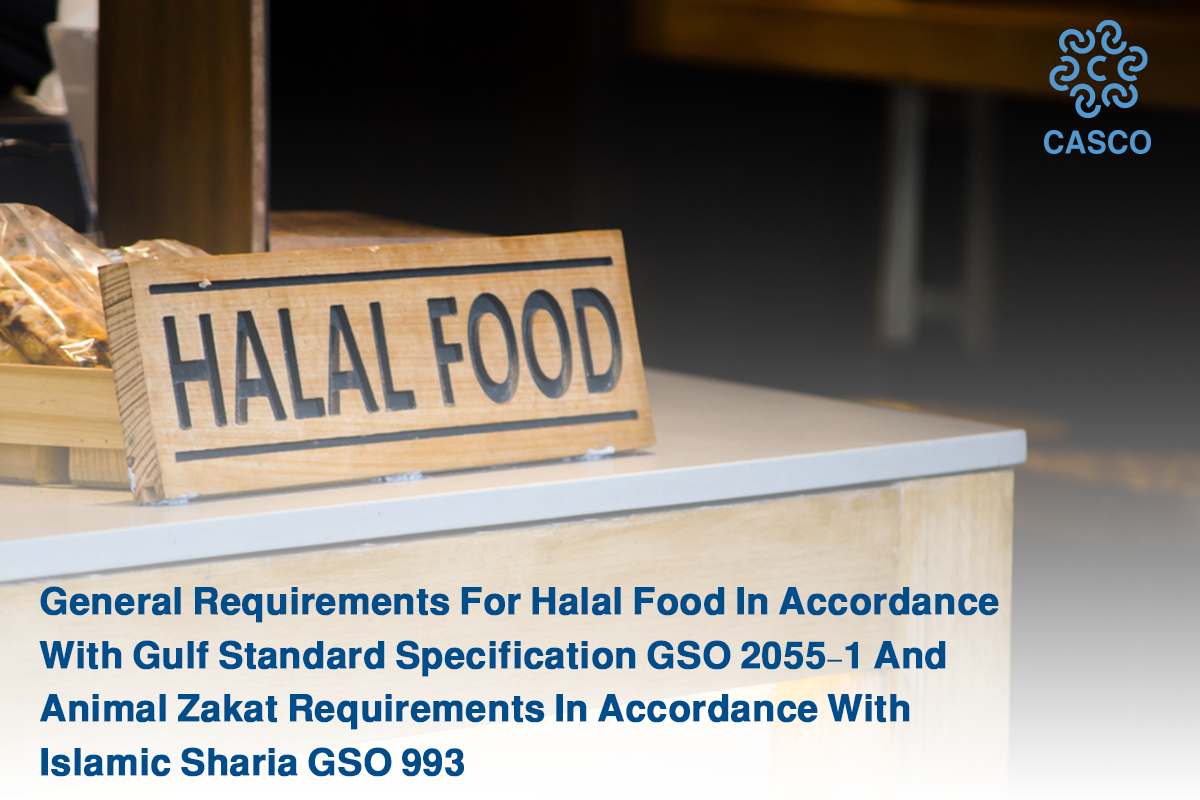 CASCO
HALAL FOOD
General Requirements For Halal Food In Accordance
With Gulf Standard Specification GSO 2055-1 And
Animal Zakat Requirements In Accordance With
Islamic Sharia GSO 993